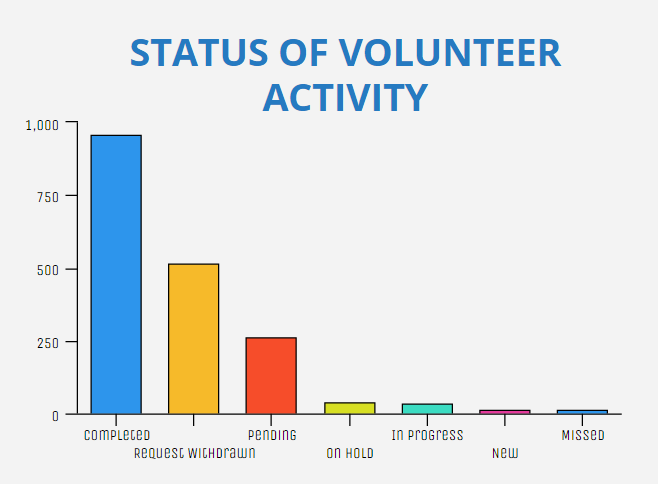 STATUS OF VOLUNTEER
ACTIVITY
1,000
750
500
250
0
Completed
Request Withdrawn
Pending
On Hold
In Progress
New
Missed